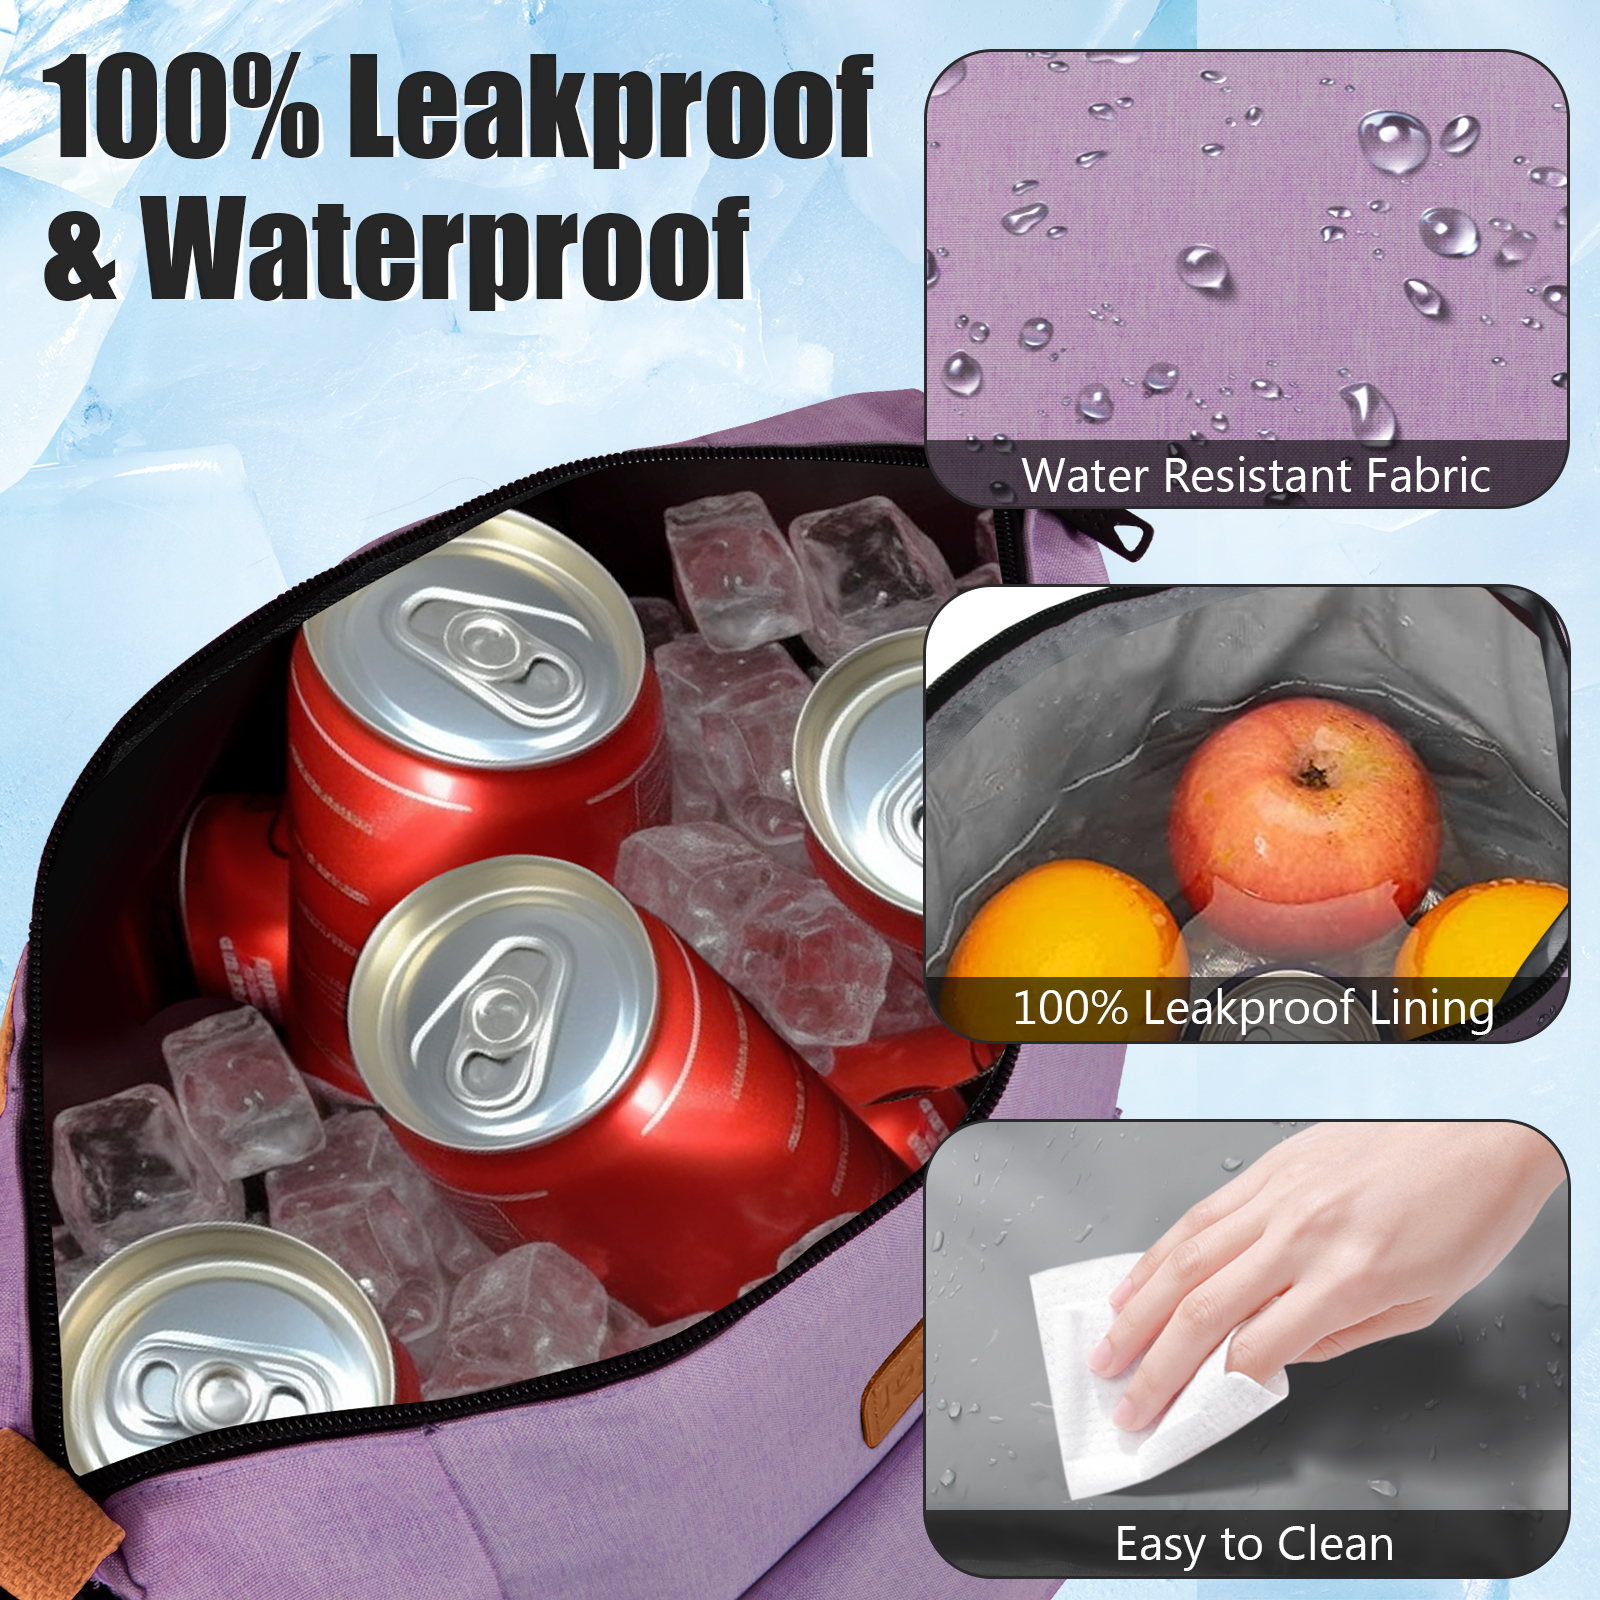 100% Leakproof
& Waterproof
Water Resistant Fabric
100% Leakproof Lining
Easy to Clean